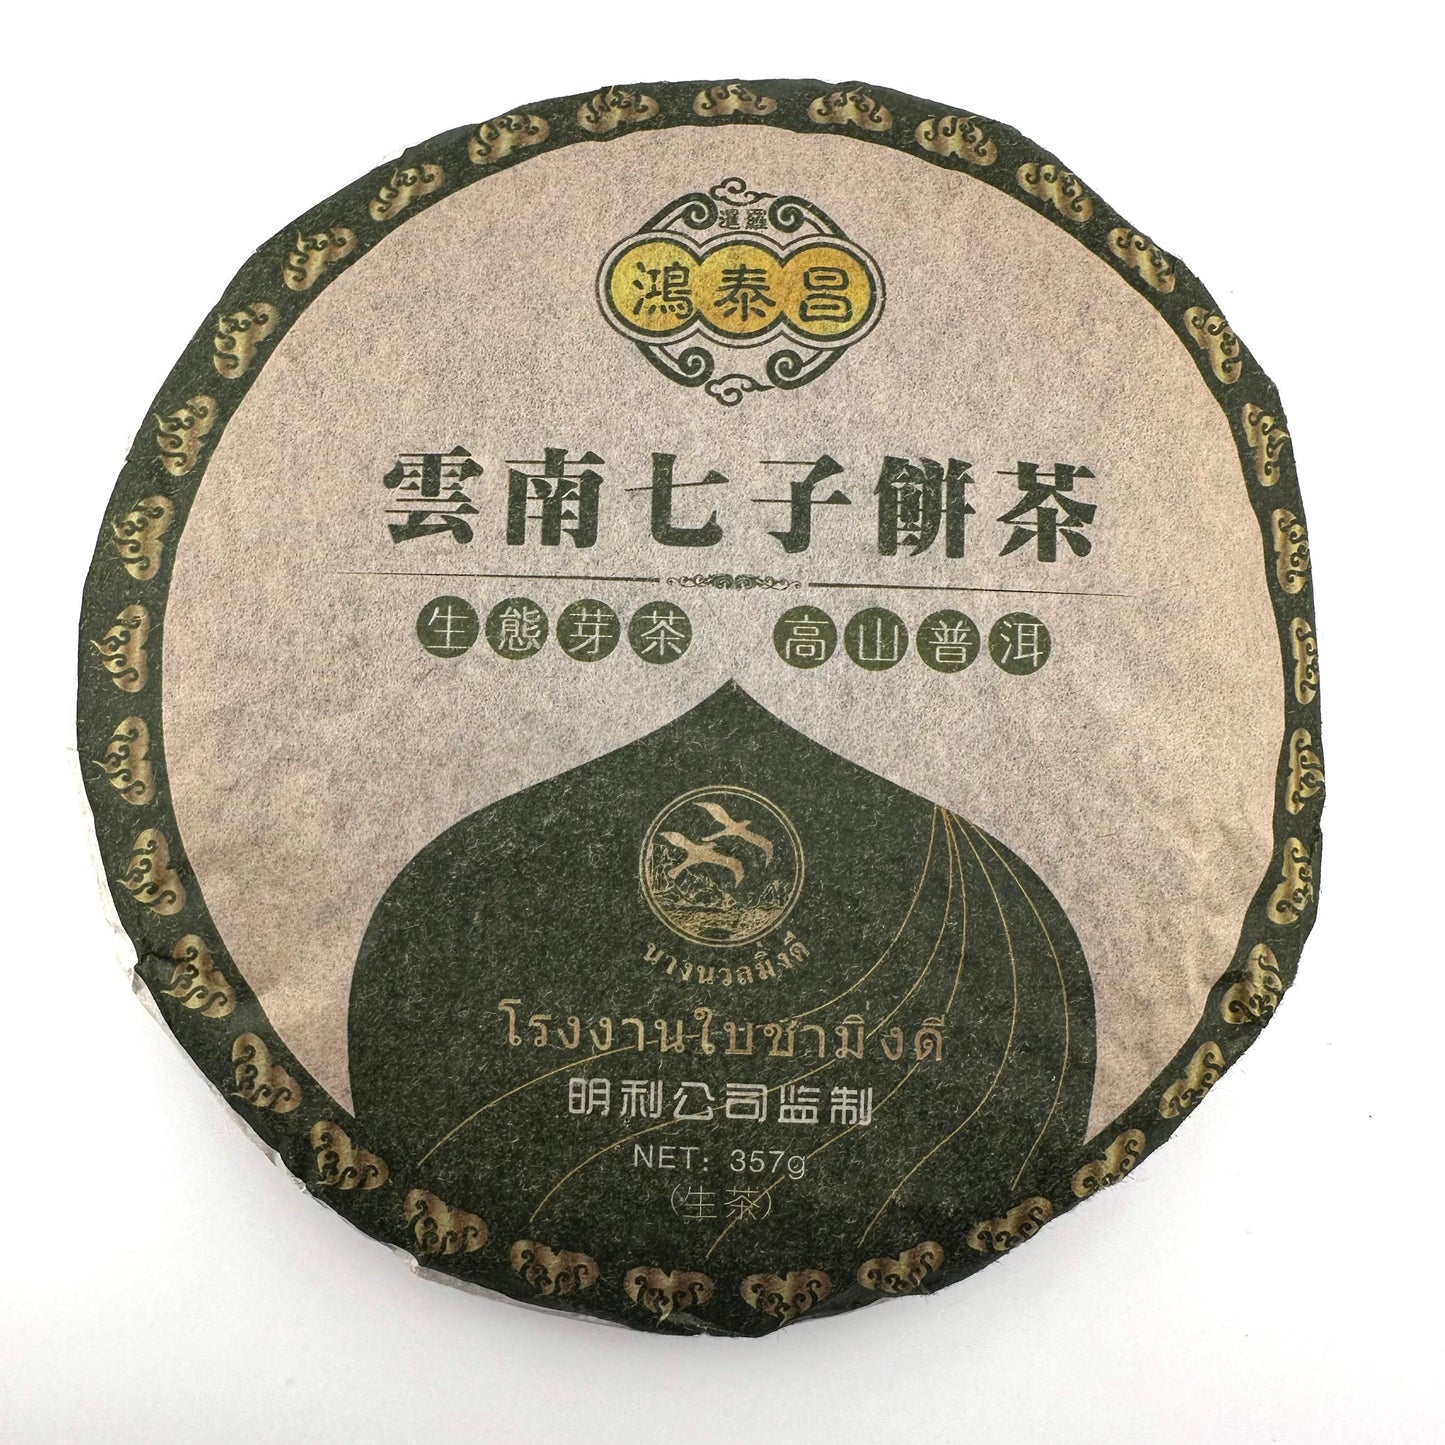 暹羅
鴻泰昌
雲南七子餅茶
生態芽茶 高山普洱
นางนวลมิ่งดี
โรงงานใบชามิ่งดี
明利公司监制
NET: 357g
(生茶)